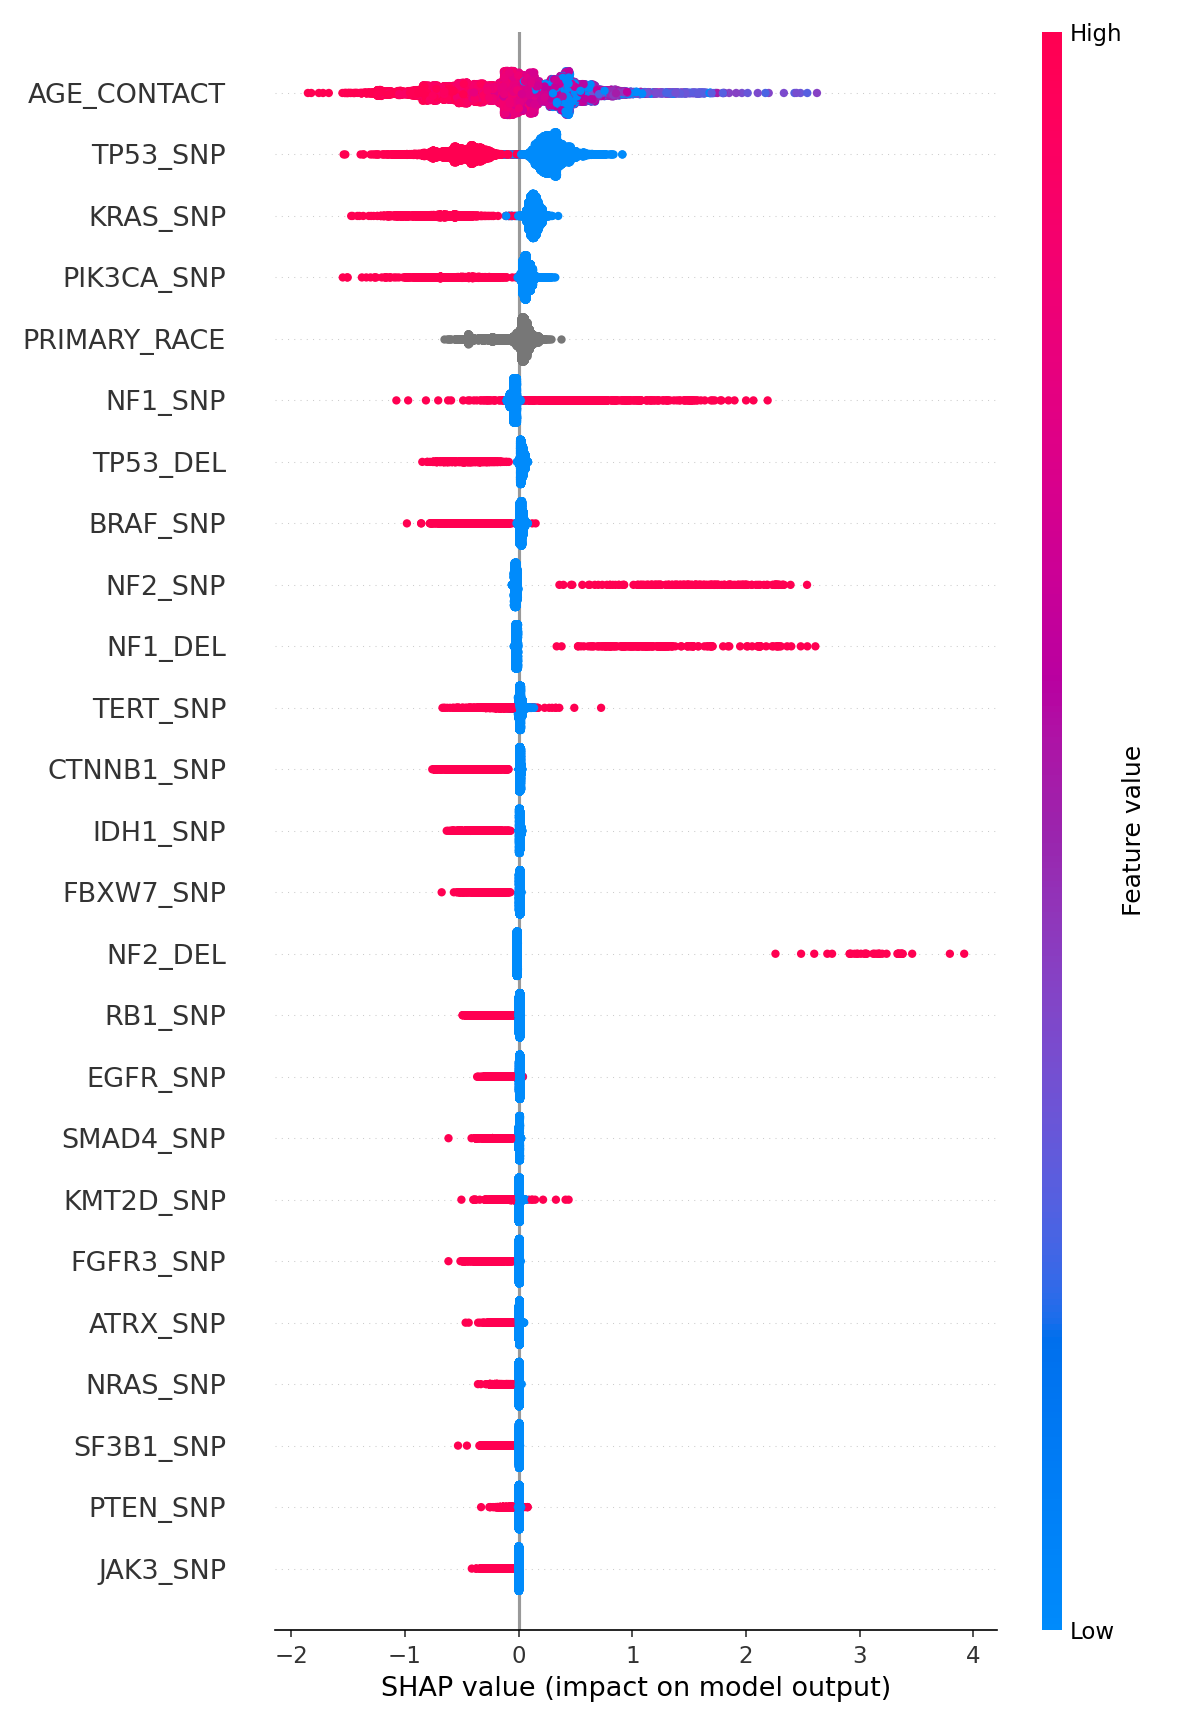 High
AGE_CONTACT
TP53_SNP
KRAS_SNP
PIK3CA_SNP
PRIMARY_RACE
NF1_SNP
TP53_DEL
BRAF_SNP
NF2_SNP
NF1_DEL
TERT_SNP
CTNNB1_SNP
IDH1_SNP
FBXW7_SNP
NF2_DEL
RB1_SNP
EGFR_SNP
SMAD4_SNP
KMT2D_SNP
FGFR3_SNP
ATRX_SNP
NRAS_SNP
SF3B1_SNP
PTEN_SNP
JAK3_SNP
Feature value
Low
−2 −1 0 1 2 3 4
SHAP value (impact on model output)